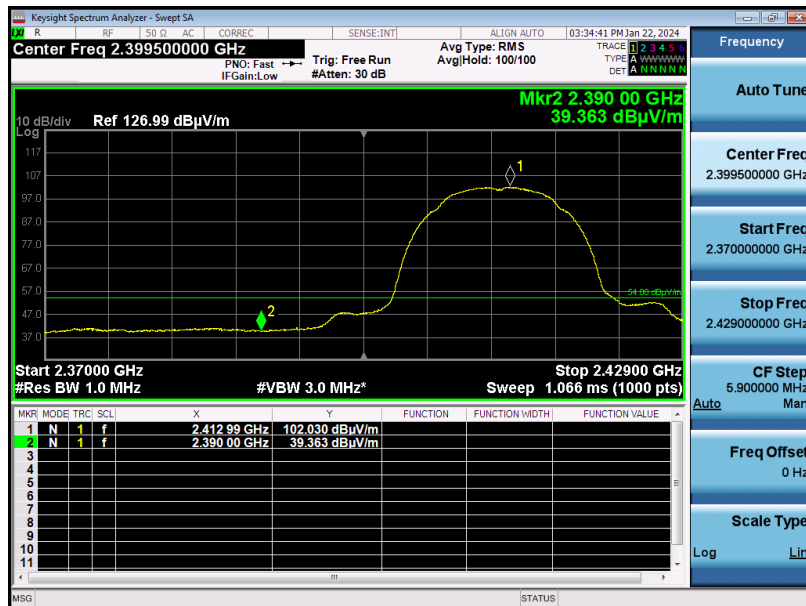 Keysight Spectrum Analyzer - Swept SA
LXI R RF 50 Ω AC CORREC SENSE:INT ALIGN AUTO 03:34:41 PM Jan 22, 2024
Center Freq 2.399500000 GHz
PNO: Fast
IFGain:Low
Trig: Free Run
#Atten: 30 dB
Avg Type: RMS
Avg|Hold: 100/100
TRACE 1 2 3 4 5 6
TYPE A WWWWW
DET A N N N N N
Mkr2 2.390 00 GHz
39.363 dBµV/m
10 dB/div Ref 126.99 dBµV/m
Log
117
107
97.0
87.0
77.0
67.0
57.0
47.0
37.0
1
2
54.00 dBµV/m
Start 2.37000 GHz Stop 2.42900 GHz
#Res BW 1.0 MHz #VBW 3.0 MHz* Sweep 1.066 ms (1000 pts)
MKR MODE TRC SCL X Y FUNCTION FUNCTION WIDTH FUNCTION VALUE
1 N 1 f 2.412 99 GHz 102.030 dBµV/m
2 N 1 f 2.390 00 GHz 39.363 dBµV/m
3
4
5
6
7
8
9
10
11
MSG STATUS
Frequency
Auto Tune
Center Freq
2.399500000 GHz
Start Freq
2.370000000 GHz
Stop Freq
2.429000000 GHz
CF Step
5.900000 MHz
Auto Man
Freq Offset
0 Hz
Scale Type
Log Lin